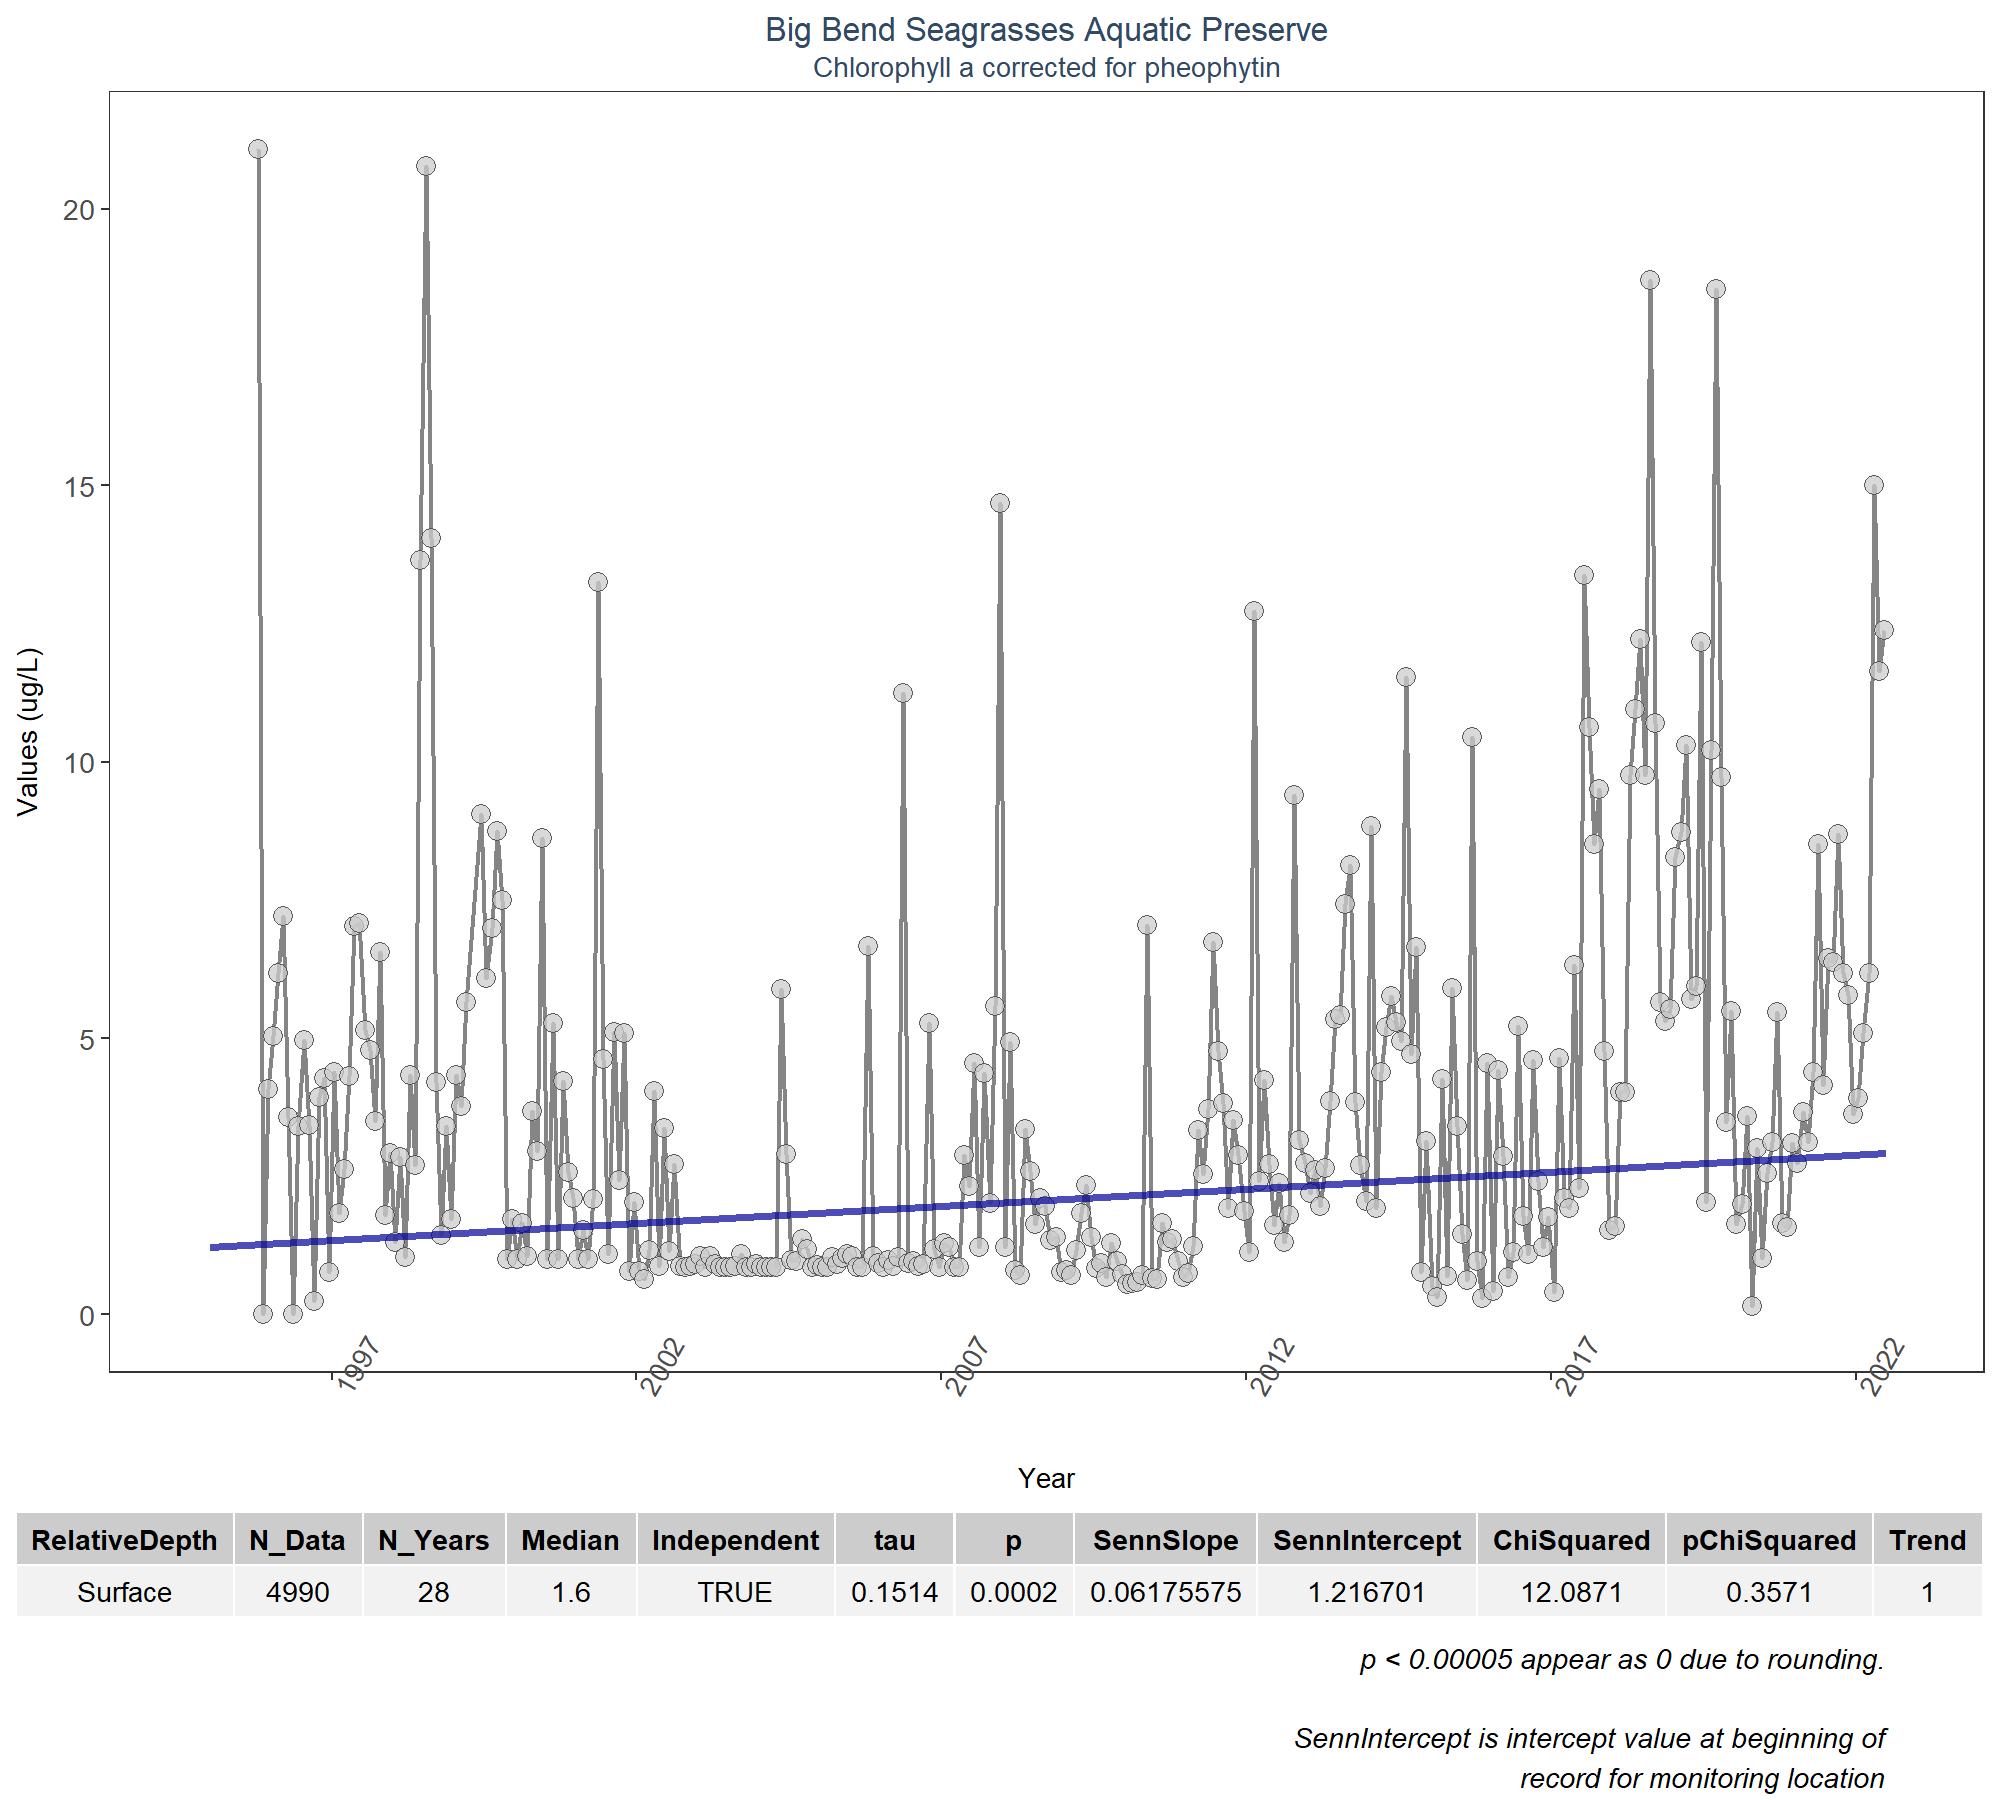 Big Bend Seagrasses Aquatic Preserve
Chlorophyll a corrected for pheophytin
20
15
10
5
0
Values (ug/L)
1997 2002 2007 2012 2017 2022
Year
RelativeDepth N_Data N_Years Median Independent tau p SennSlope SennIntercept ChiSquared pChiSquared Trend
Surface 4990 28 1.6 TRUE 0.1514 0.0002 0.06175575 1.216701 12.0871 0.3571 1
p < 0.00005 appear as 0 due to rounding.
SennIntercept is intercept value at beginning of
record for monitoring location